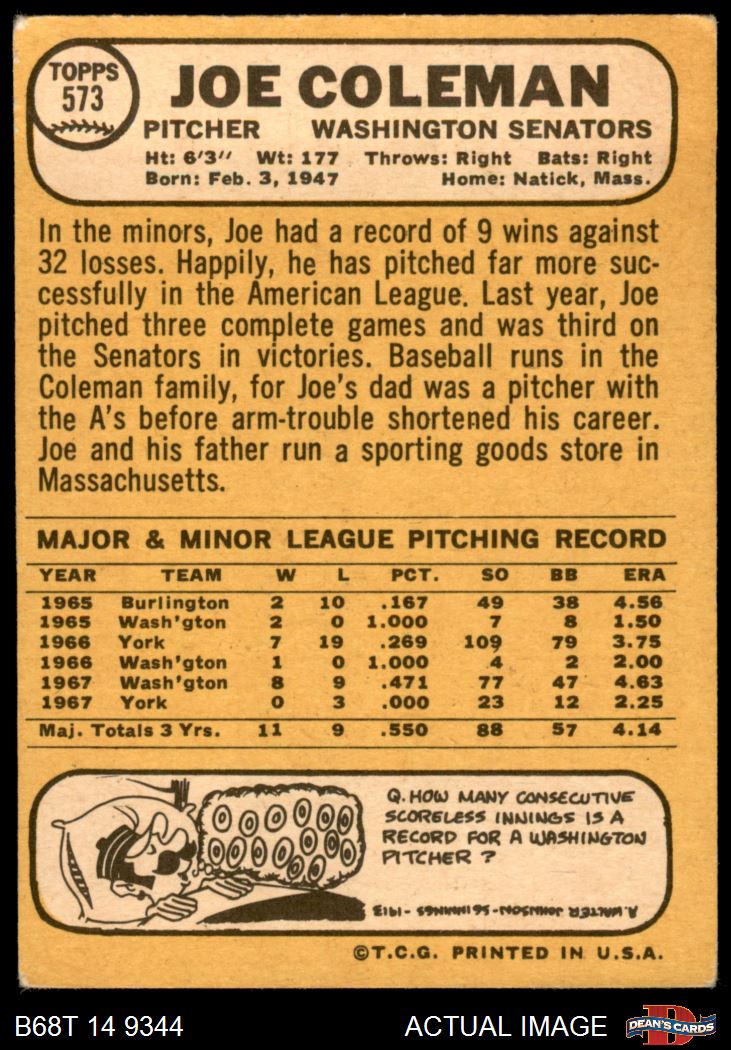 TOPPS
573
JOE COLEMAN
PITCHER WASHINGTON SENATORS
Ht: 6'3" Wt: 177 Throws: Right Bats: Right
Born: Feb. 3, 1947 Home: Natick, Mass.
In the minors, Joe had a record of 9 wins against
32 losses. Happily, he has pitched far more suc-
cessfully in the American League. Last year, Joe
pitched three complete games and was third on
the Senators in victories. Baseball runs in the
Coleman family, for Joe's dad was a pitcher with
the A's before arm-trouble shortened his career.
Joe and his father run a sporting goods store in
Massachusetts.
MAJOR & MINOR LEAGUE PITCHING RECORD
YEAR TEAM W L PCT. SO BB ERA
1965 Burlington 2 10 .167 49 38 4.56
1965 Wash'gton 2 0 1.000 7 8 1.50
1966 York 7 19 .269 109 79 3.75
1966 Wash'gton 1 0 1.000 4 2 2.00
1967 Wash'gton 8 9 .471 77 47 4.63
1967 York 0 3 .000 23 12 2.25
Maj. Totals 3 Yrs. 11 9 .550 88 57 4.14
Q. HOW MANY CONSECUTIVE
SCORELESS INNINGS IS A
RECORD FOR A WASHINGTON
PITCHER ?
A. WALTER JOHNSON-56 INNINGS-1913
©T.C.G. PRINTED IN U.S.A.
B68T 14 9344 ACTUAL IMAGE
D
DEAN'S CARDS